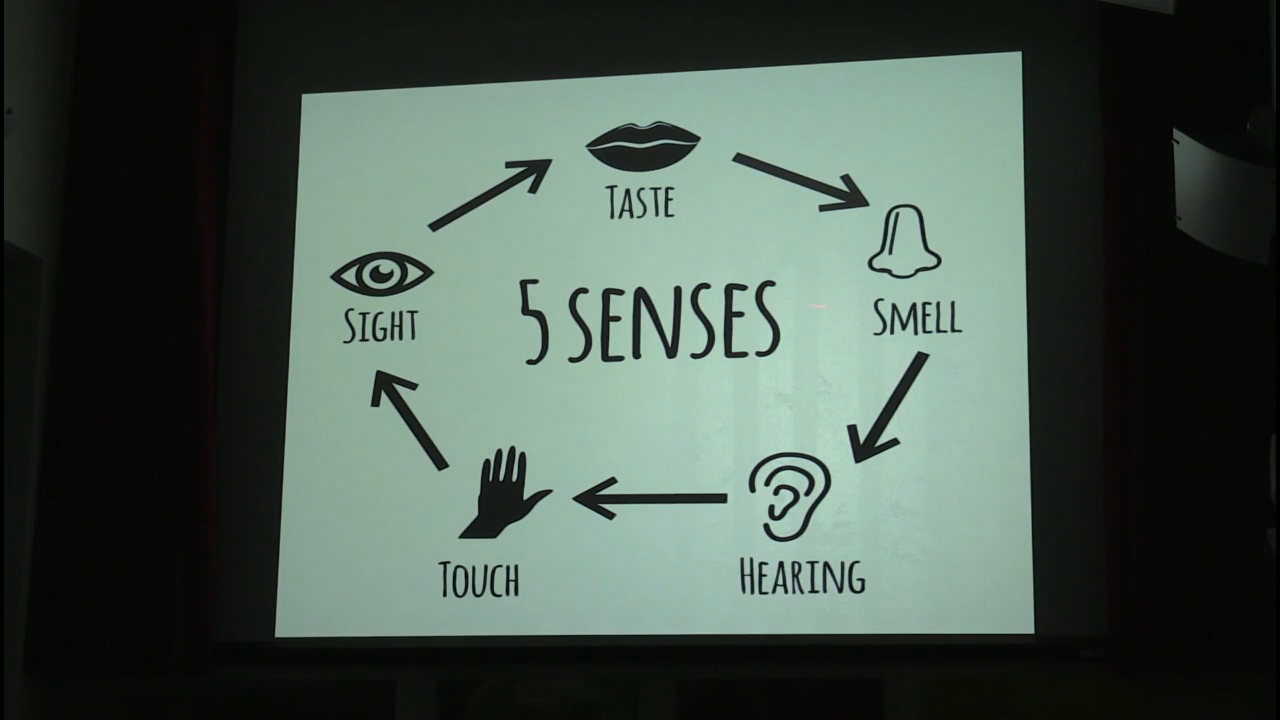 TASTE
SIGHT
5 SENSES
SMELL
TOUCH
HEARING